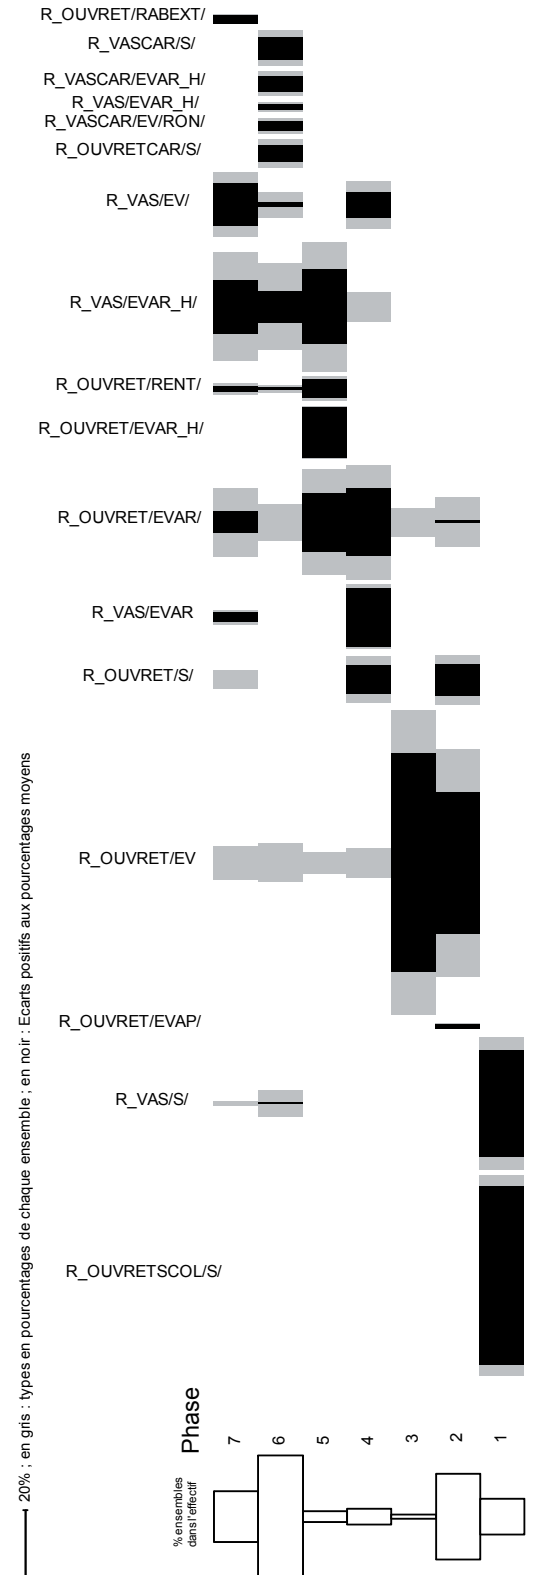 R_OUVRET/RABEXT/
R_VASCAR/S/
R_VASCAR/EVAR_H/
R_VAS/EVAR_H/
R_VASCAR/EV/RON/
R_OUVRETCAR/S/
R_VAS/EV/
R_VAS/EVAR_H/
R_OUVRET/RENT/
R_OUVRET/EVAR_H/
R_OUVRET/EVAR/
R_VAS/EVAR
R_OUVRET/S/
R_OUVRET/EV
R_OUVRET/EVAP/
R_VAS/S/
R_OUVRETSCOL/S/
20% ; en gris : types en pourcentages de chaque ensemble ; en noir : Ecarts positifs aux pourcentages moyens
Phase
7
6
5
4
3
2
1
% ensembles
dans l'effectif